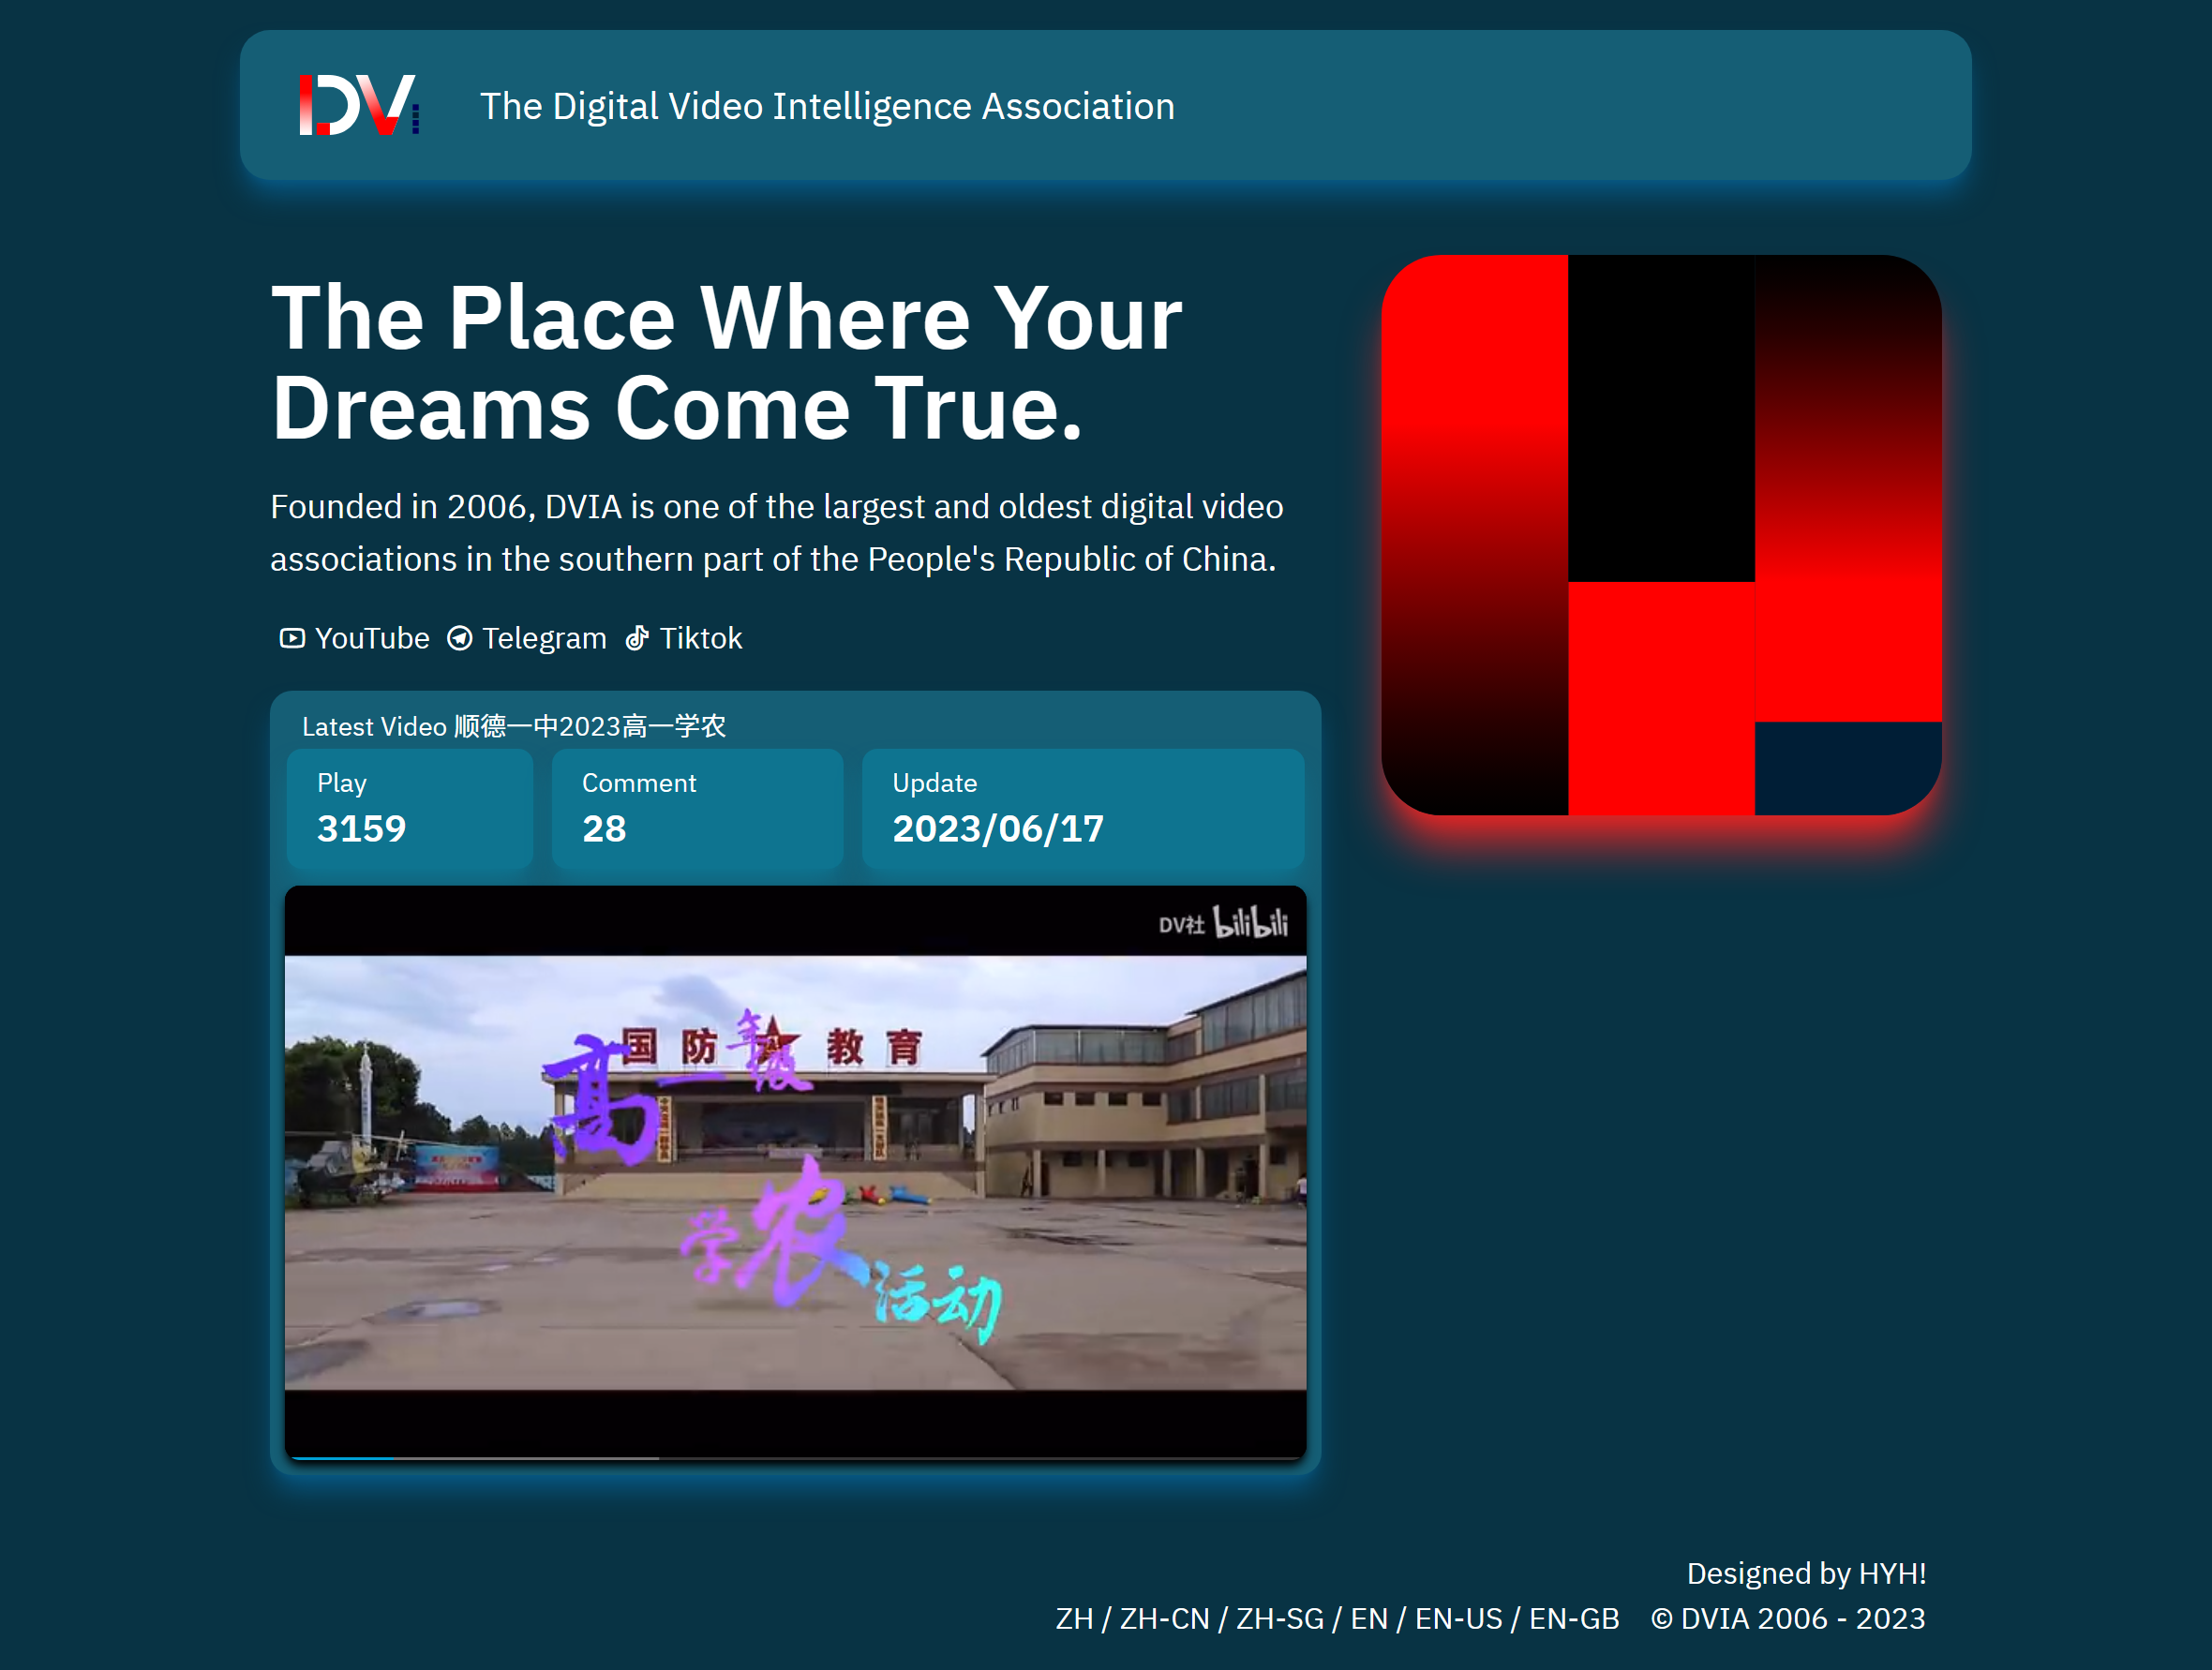 DVi
The Digital Video Intelligence Association
The Place Where Your
Dreams Come True.
Founded in 2006, DVIA is one of the largest and oldest digital video
associations in the southern part of the People's Republic of China.
YouTube Telegram Tiktok
Latest Video 顺德一中2023高一学农
Play
3159
Comment
28
Update
2023/06/17
DV社 bilibili
国防教育
高一年级
学农活动
Designed by HYH!
ZH / ZH-CN / ZH-SG / EN / EN-US / EN-GB © DVIA 2006 - 2023